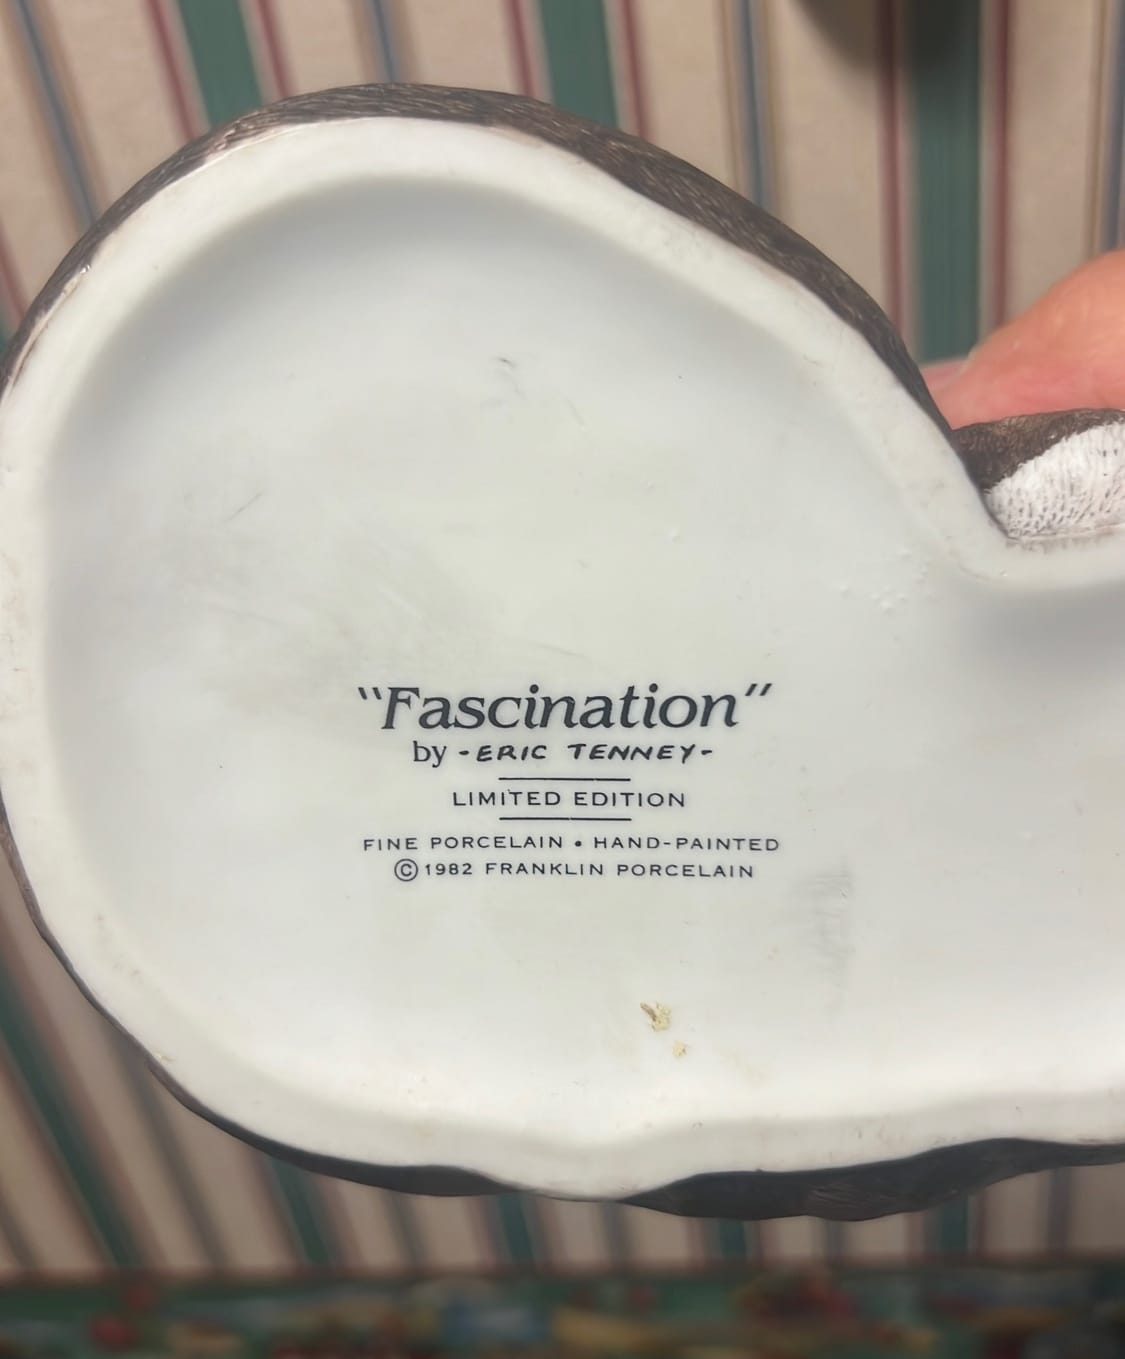 "Fascination"
by -ERIC TENNEY-
LIMITED EDITION
FINE PORCELAIN • HAND-PAINTED
©1982 FRANKLIN PORCELAIN